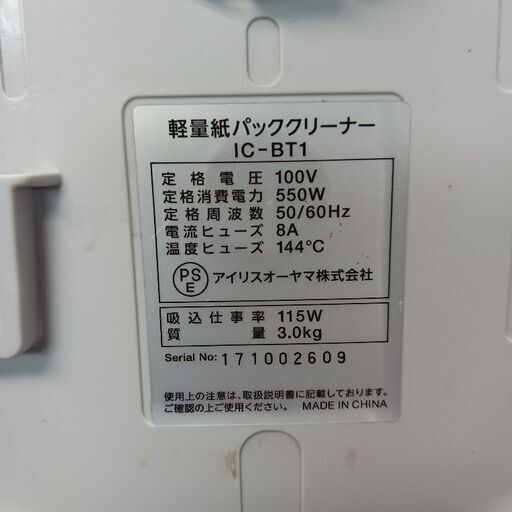 軽量紙パッククリーナー
IC-BT1
定格電圧 100V
定格消費電力 550W
定格周波数 50/60Hz
電流ヒューズ 8A
温度ヒューズ 144℃
PSE アイリスオーヤマ株式会社
吸込仕事率 115W
質量 3.0kg
Serial No: 171002609
使用上の注意は、取扱説明書に記載しております。
ご確認の上ご使用ください。 MADE IN CHINA